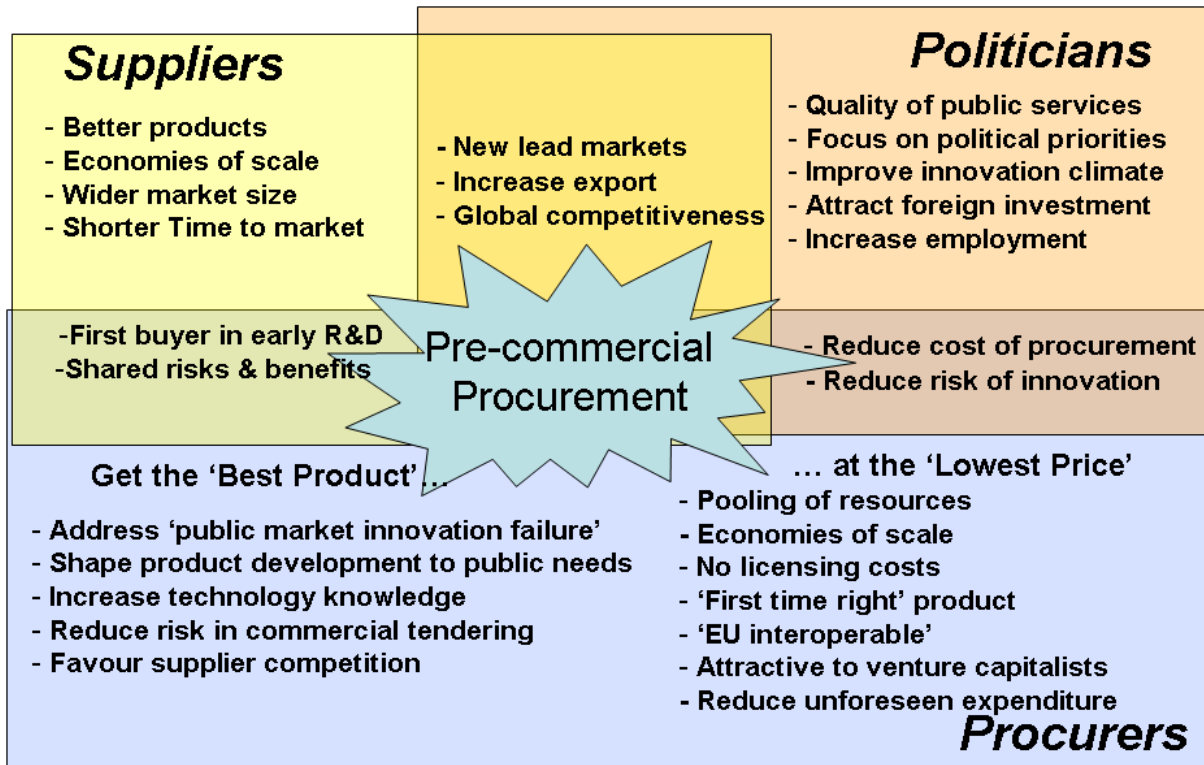 Suppliers
- Better products
- Economies of scale
- Wider market size
- Shorter Time to market
- New lead markets
- Increase export
- Global competitiveness
Politicians
- Quality of public services
- Focus on political priorities
- Improve innovation climate
- Attract foreign investment
- Increase employment
-First buyer in early R&D
-Shared risks & benefits
Pre-commercial
Procurement
- Reduce cost of procurement
- Reduce risk of innovation
Get the ‘Best Product’…
- Address ‘public market innovation failure’
- Shape product development to public needs
- Increase technology knowledge
- Reduce risk in commercial tendering
- Favour supplier competition
… at the ‘Lowest Price’
- Pooling of resources
- Economies of scale
- No licensing costs
- ‘First time right’ product
- ‘EU interoperable’
- Attractive to venture capitalists
- Reduce unforeseen expenditure
Procurers